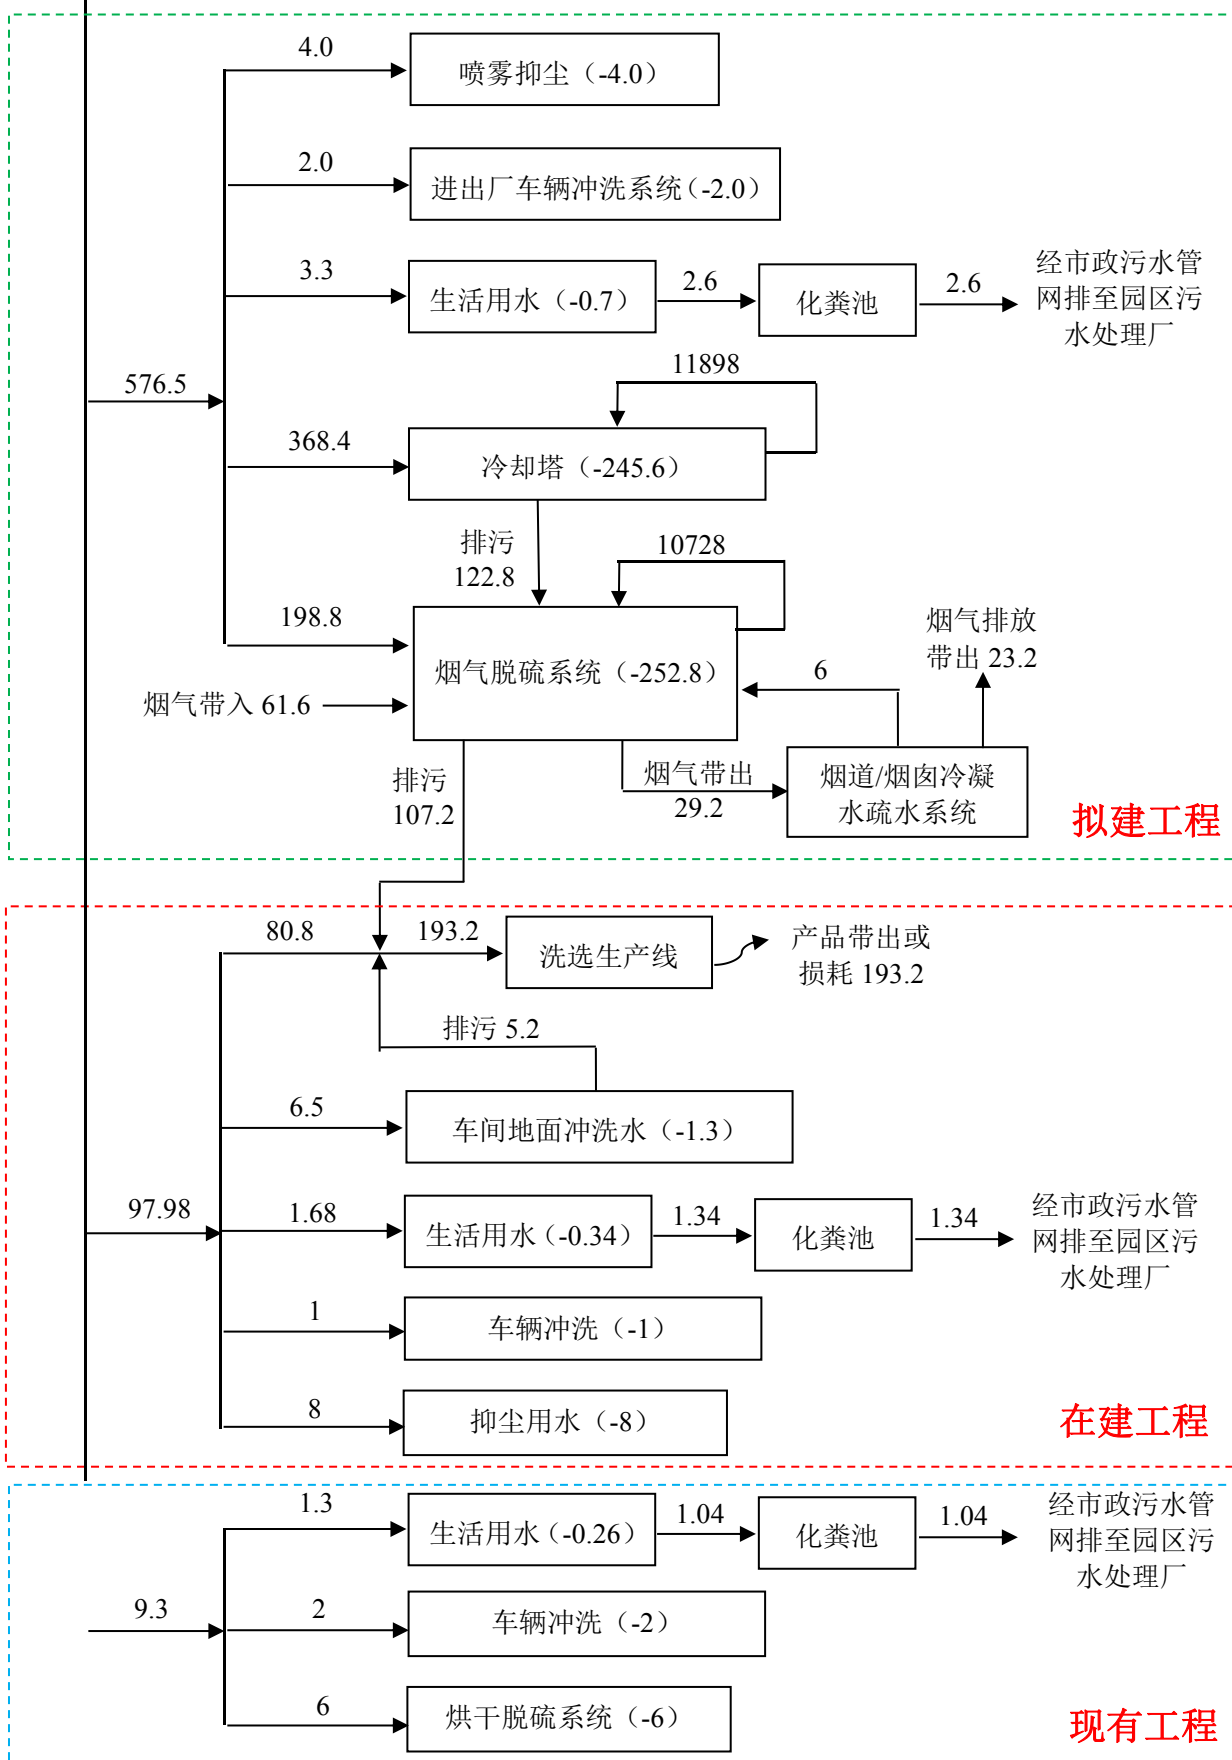 4.0
喷雾抑尘（-4.0）
2.0
进出厂车辆冲洗系统（-2.0）
3.3
生活用水（-0.7）
2.6
化粪池
2.6
经市政污水管
网排至园区污
水处理厂
576.5
11898
368.4
冷却塔（-245.6）
排污
122.8
10728
198.8
烟气脱硫系统（-252.8）
烟气带入 61.6
6
烟气排放
带出 23.2
排污
107.2
烟气带出
29.2
烟道/烟囱冷凝
水疏水系统
拟建工程
80.8
193.2
洗选生产线
产品带出或
损耗 193.2
排污 5.2
6.5
车间地面冲洗水（-1.3）
97.98
1.68
生活用水（-0.34）
1.34
化粪池
1.34
经市政污水管
网排至园区污
水处理厂
1
车辆冲洗（-1）
8
抑尘用水（-8）
在建工程
1.3
生活用水（-0.26）
1.04
化粪池
1.04
经市政污水管
网排至园区污
水处理厂
9.3
2
车辆冲洗（-2）
6
烘干脱硫系统（-6）
现有工程